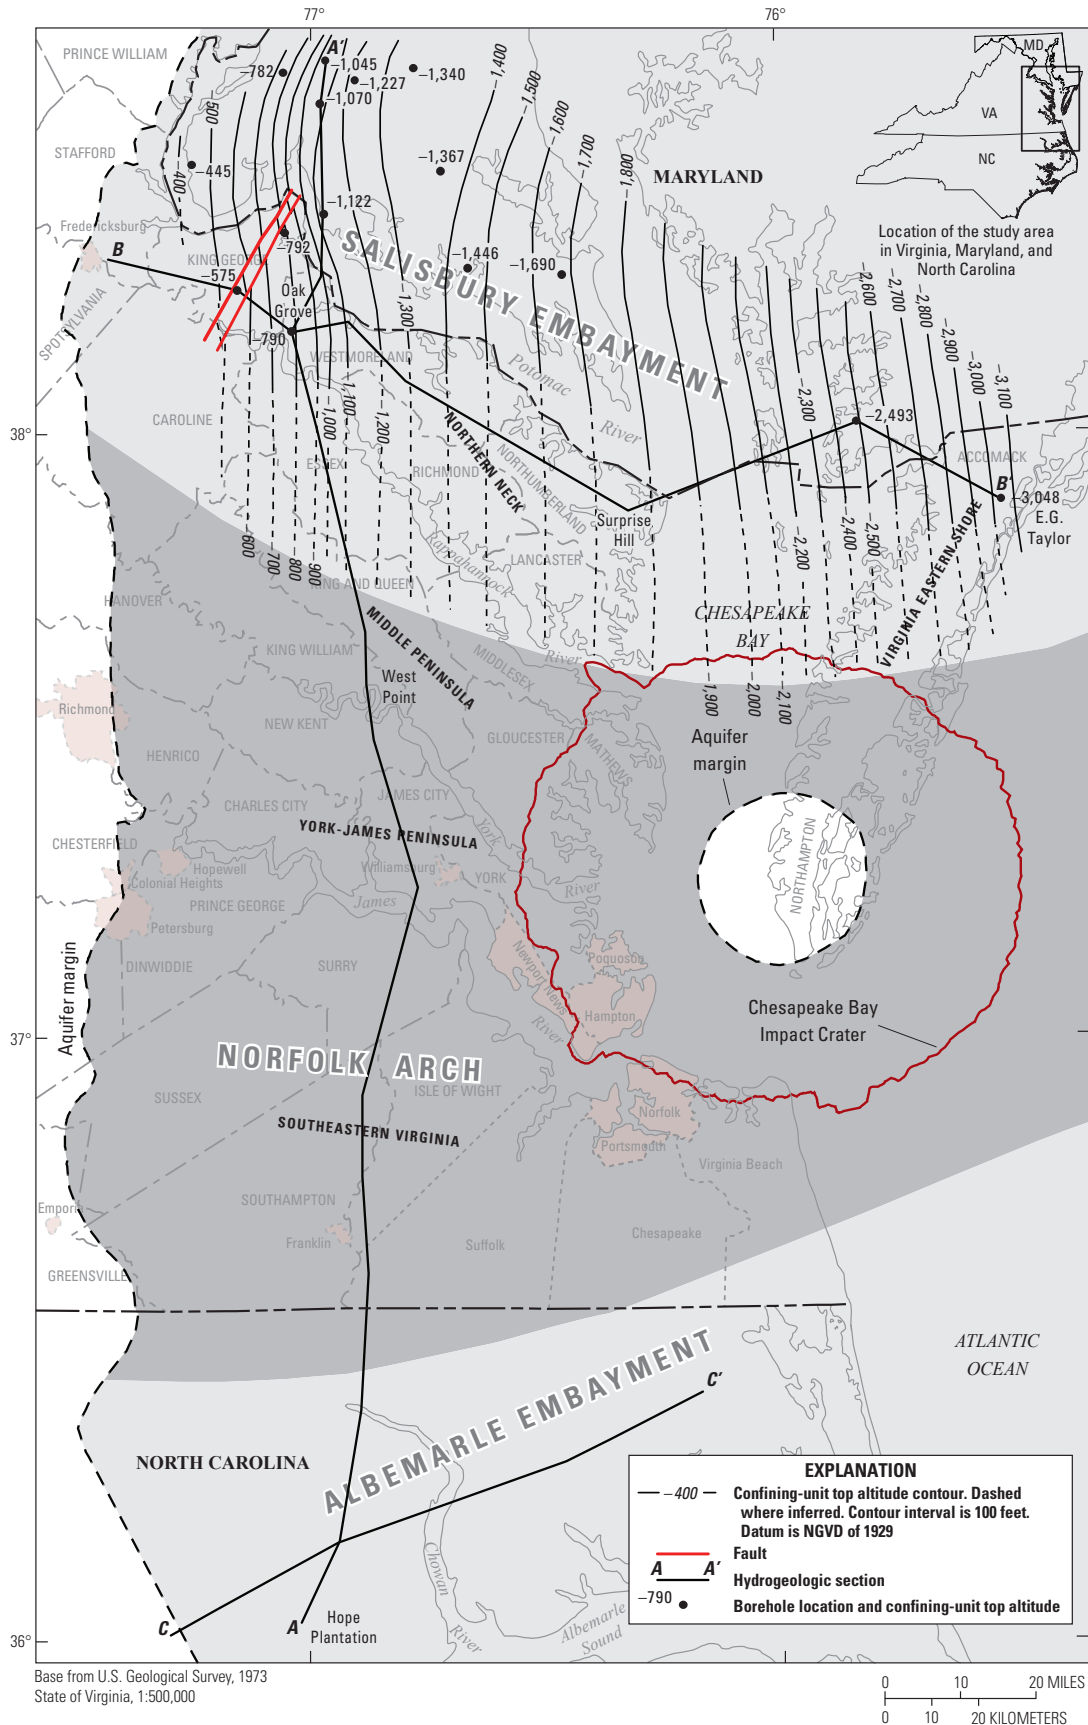 77°
76°
PRINCE WILLIAM
A'
–1,045
–782
–1,227
–1,340
–1,070
–1,400
–1,500
–1,600
–1,700
–1,800
–500
–400
MD
VA
NC
STAFFORD
–445
–1,367
MARYLAND
Location of the study area
in Virginia, Maryland, and
North Carolina
Fredericksburg
B
–1,122
–792
KING GEORGE
–575
SALISBURY EMBAYMENT
–1,446
–1,690
Oak
Grove
–1,300
–790
SPOTSYLVANIA
WESTMORELAND
Potomac
River
–2,600
–2,700
–2,800
–2,900
–3,000
–3,100
CAROLINE
–1,000
–1,100
–1,200
–2,300
–2,493
38°
NORTHERN NECK
ESSEX
RICHMOND
NORTHUMBERLAND
ACCOMACK
B'
–3,048
E.G.
Taylor
Surprise
Hill
600
700
800
900
Rappahannock
River
LANCASTER
–2,200
–2,400
–2,500
VIRGINIA EASTERN SHORE
KING AND QUEEN
HANOVER
CHESAPEAKE
BAY
MIDDLE PENINSULA
KING WILLIAM
MIDDLESEX
West
Point
–1,900
–2,000
–2,100
Richmond
NEW KENT
GLOUCESTER
MATHEWS
Aquifer
margin
HENRICO
JAMES CITY
CHARLES CITY
YORK-JAMES PENINSULA
York
River
CHESTERFIELD
Hopewell
Colonial Heights
Williamsburg
YORK
NORTHAMPTON
PRINCE GEORGE
James
River
Petersburg
DINWIDDIE
SURRY
Newport News
Poquoson
Aquifer margin
Hampton
Chesapeake Bay
Impact Crater
37°
NORFOLK ARCH
SUSSEX
ISLE OF WIGHT
Norfolk
SOUTHEASTERN VIRGINIA
Portsmouth
Virginia Beach
SOUTHAMPTON
Empori
Franklin
Suffolk
Chesapeake
GREENSVILLE
ATLANTIC
OCEAN
ALBEMARLE EMBAYMENT
C'
NORTH CAROLINA
Chowan
River
Albemarle
Sound
C
A
Hope
Plantation
36°
EXPLANATION
–400
Confining-unit top altitude contour. Dashed
where inferred. Contour interval is 100 feet.
Datum is NGVD of 1929
Fault
A A'
Hydrogeologic section
–790
Borehole location and confining-unit top altitude
Base from U.S. Geological Survey, 1973
State of Virginia, 1:500,000
0 10 20 MILES
0 10 20 KILOMETERS